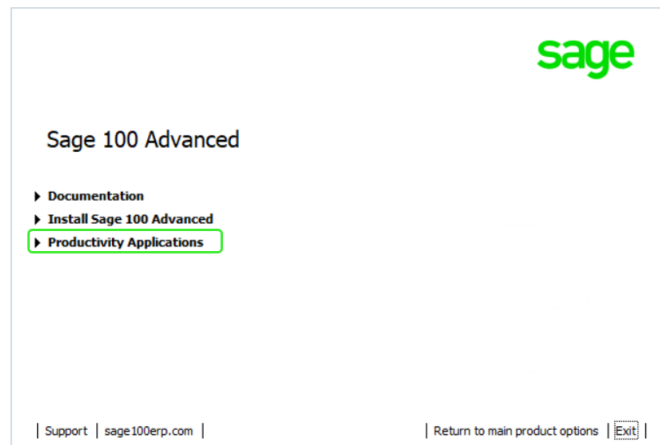 sage
Sage 100 Advanced
Documentation
Install Sage 100 Advanced
Productivity Applications
| Support | sage100erp.com | | Return to main product options | Exit |